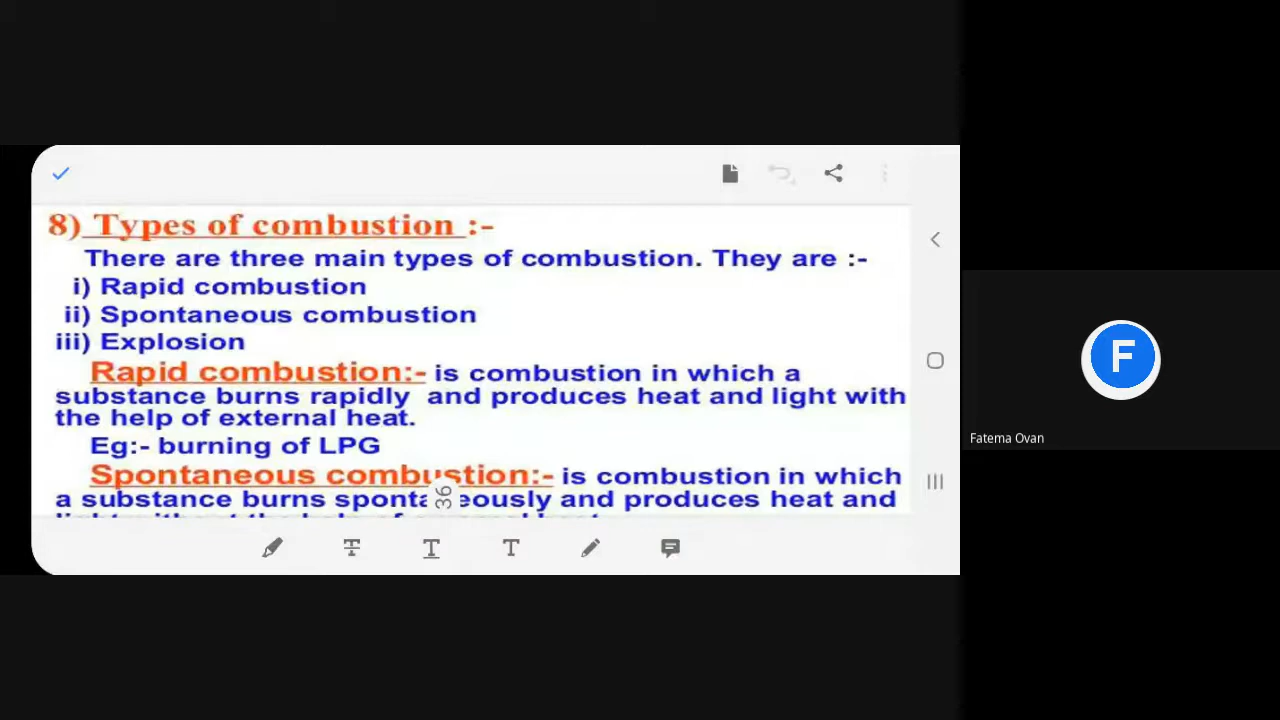 8) Types of combustion :-
There are three main types of combustion. They are :-
i) Rapid combustion
ii) Spontaneous combustion
iii) Explosion
Rapid combustion:- is combustion in which a
substance burns rapidly and produces heat and light with
the help of external heat.
Eg:- burning of LPG
Spontaneous combustion:- is combustion in which
a substance burns and produces heat and
36
F
Fatema Ovan